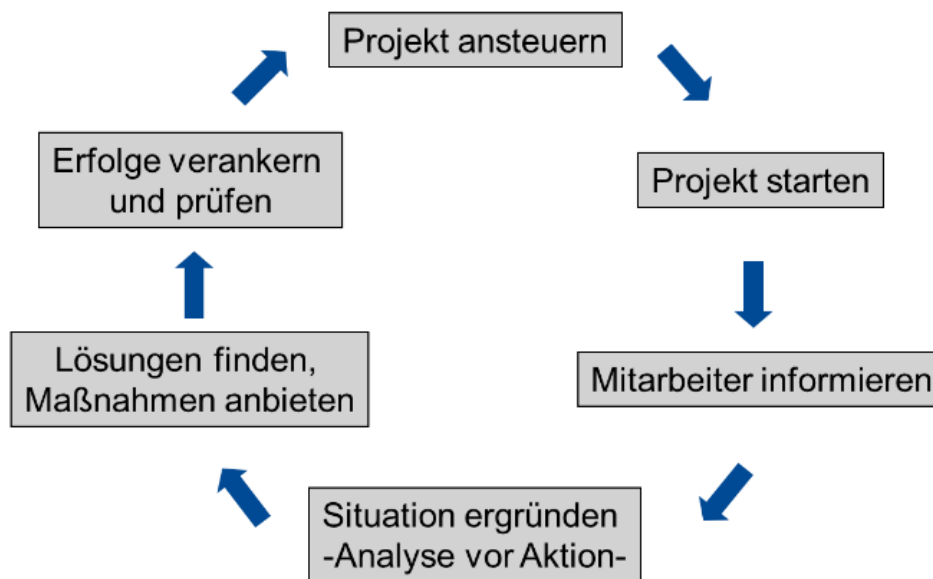 Projekt ansteuern
Projekt starten
Mitarbeiter informieren
Situation ergründen
-Analyse vor Aktion-
Lösungen finden,
Maßnahmen anbieten
Erfolge verankern
und prüfen